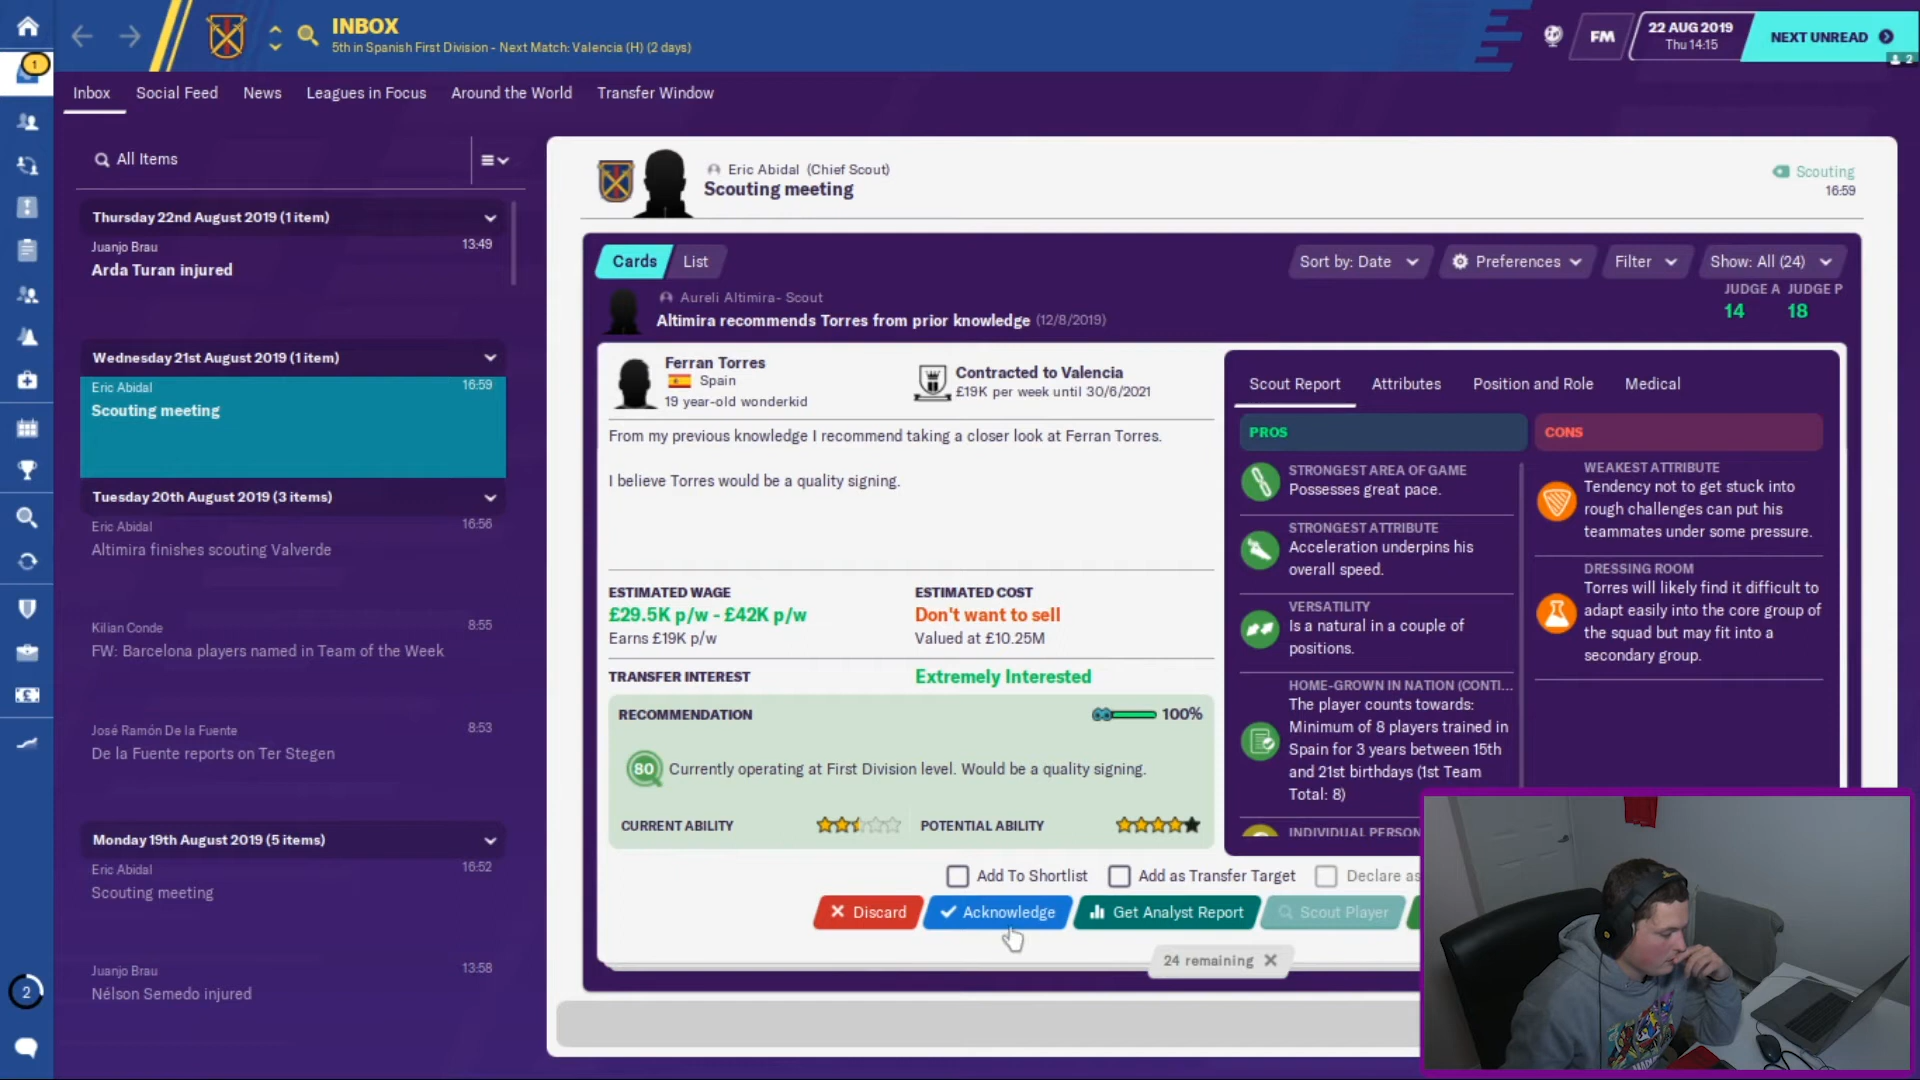 INBOX
5th in Spanish First Division - Next Match: Valencia (H) (2 days)
FM
22 AUG 2019
Thu 14:15
NEXT UNREAD
2
1
Inbox
Social Feed
News
Leagues in Focus
Around the World
Transfer Window
All Items
Thursday 22nd August 2019 (1 item)
Juanjo Brau
13:49
Arda Turan injured
Wednesday 21st August 2019 (1 item)
Eric Abidal
16:59
Scouting meeting
Tuesday 20th August 2019 (3 items)
Eric Abidal
16:56
Altimira finishes scouting Valverde
Kilian Conde
8:55
FW: Barcelona players named in Team of the Week
José Ramón De la Fuente
8:53
De la Fuente reports on Ter Stegen
Monday 19th August 2019 (5 items)
Eric Abidal
16:52
Scouting meeting
Juanjo Brau
13:58
Nélson Semedo injured
2
Eric Abidal (Chief Scout)
Scouting meeting
Scouting
16:59
Cards
List
Sort by: Date
Preferences
Filter
Show: All (24)
Aureli Altimira- Scout
Altimira recommends Torres from prior knowledge (12/8/2019)
JUDGE A JUDGE P
14 18
Ferran Torres
Spain
19 year-old wonderkid
Contracted to Valencia
£19K per week until 30/6/2021
From my previous knowledge I recommend taking a closer look at Ferran Torres.
I believe Torres would be a quality signing.
ESTIMATED WAGE
£29.5K p/w - £42K p/w
Earns £19K p/w
ESTIMATED COST
Don't want to sell
Valued at £10.25M
TRANSFER INTEREST
Extremely Interested
RECOMMENDATION
100%
80
Currently operating at First Division level. Would be a quality signing.
CURRENT ABILITY
POTENTIAL ABILITY
Scout Report
Attributes
Position and Role
Medical
PROS
STRONGEST AREA OF GAME
Possesses great pace.
STRONGEST ATTRIBUTE
Acceleration underpins his
overall speed.
VERSATILITY
Is a natural in a couple of
positions.
HOME-GROWN IN NATION (CONTI...
The player counts towards:
Minimum of 8 players trained in
Spain for 3 years between 15th
and 21st birthdays (1st Team
Total: 8)
INDIVIDUAL PERSON
CONS
WEAKEST ATTRIBUTE
Tendency not to get stuck into
rough challenges can put his
teammates under some pressure.
DRESSING ROOM
Torres will likely find it difficult to
adapt easily into the core group of
the squad but may fit into a
secondary group.
Add To Shortlist
Add as Transfer Target
Declare as
Discard
Acknowledge
Get Analyst Report
Scout Player
24 remaining